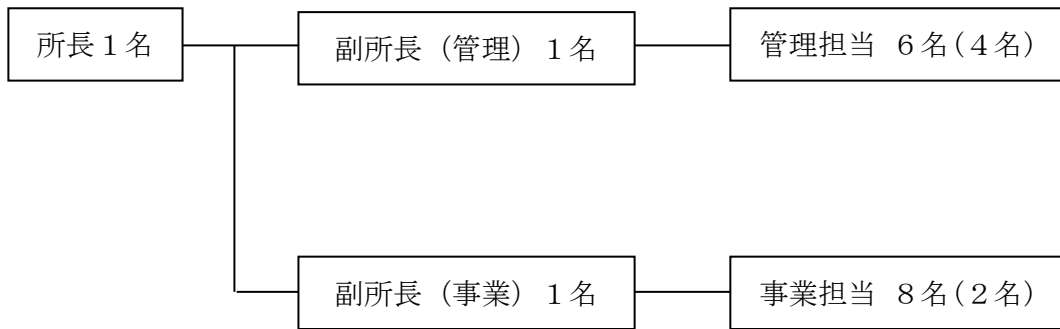 所長１名
副所長（管理）１名
管理担当 ６名(４名)
副所長（事業）１名
事業担当 ８名(２名)